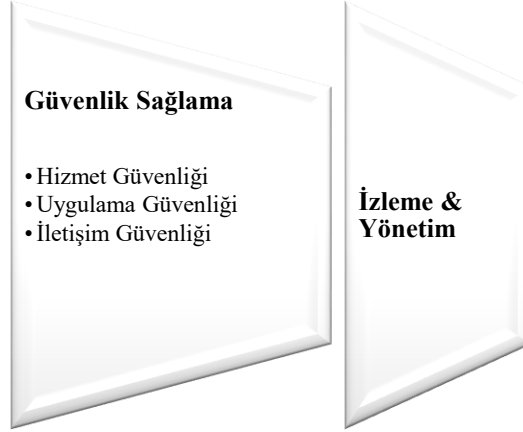 Güvenlik Sağlama
• Hizmet Güvenliği
• Uygulama Güvenliği
• İletişim Güvenliği
İzleme &
Yönetim